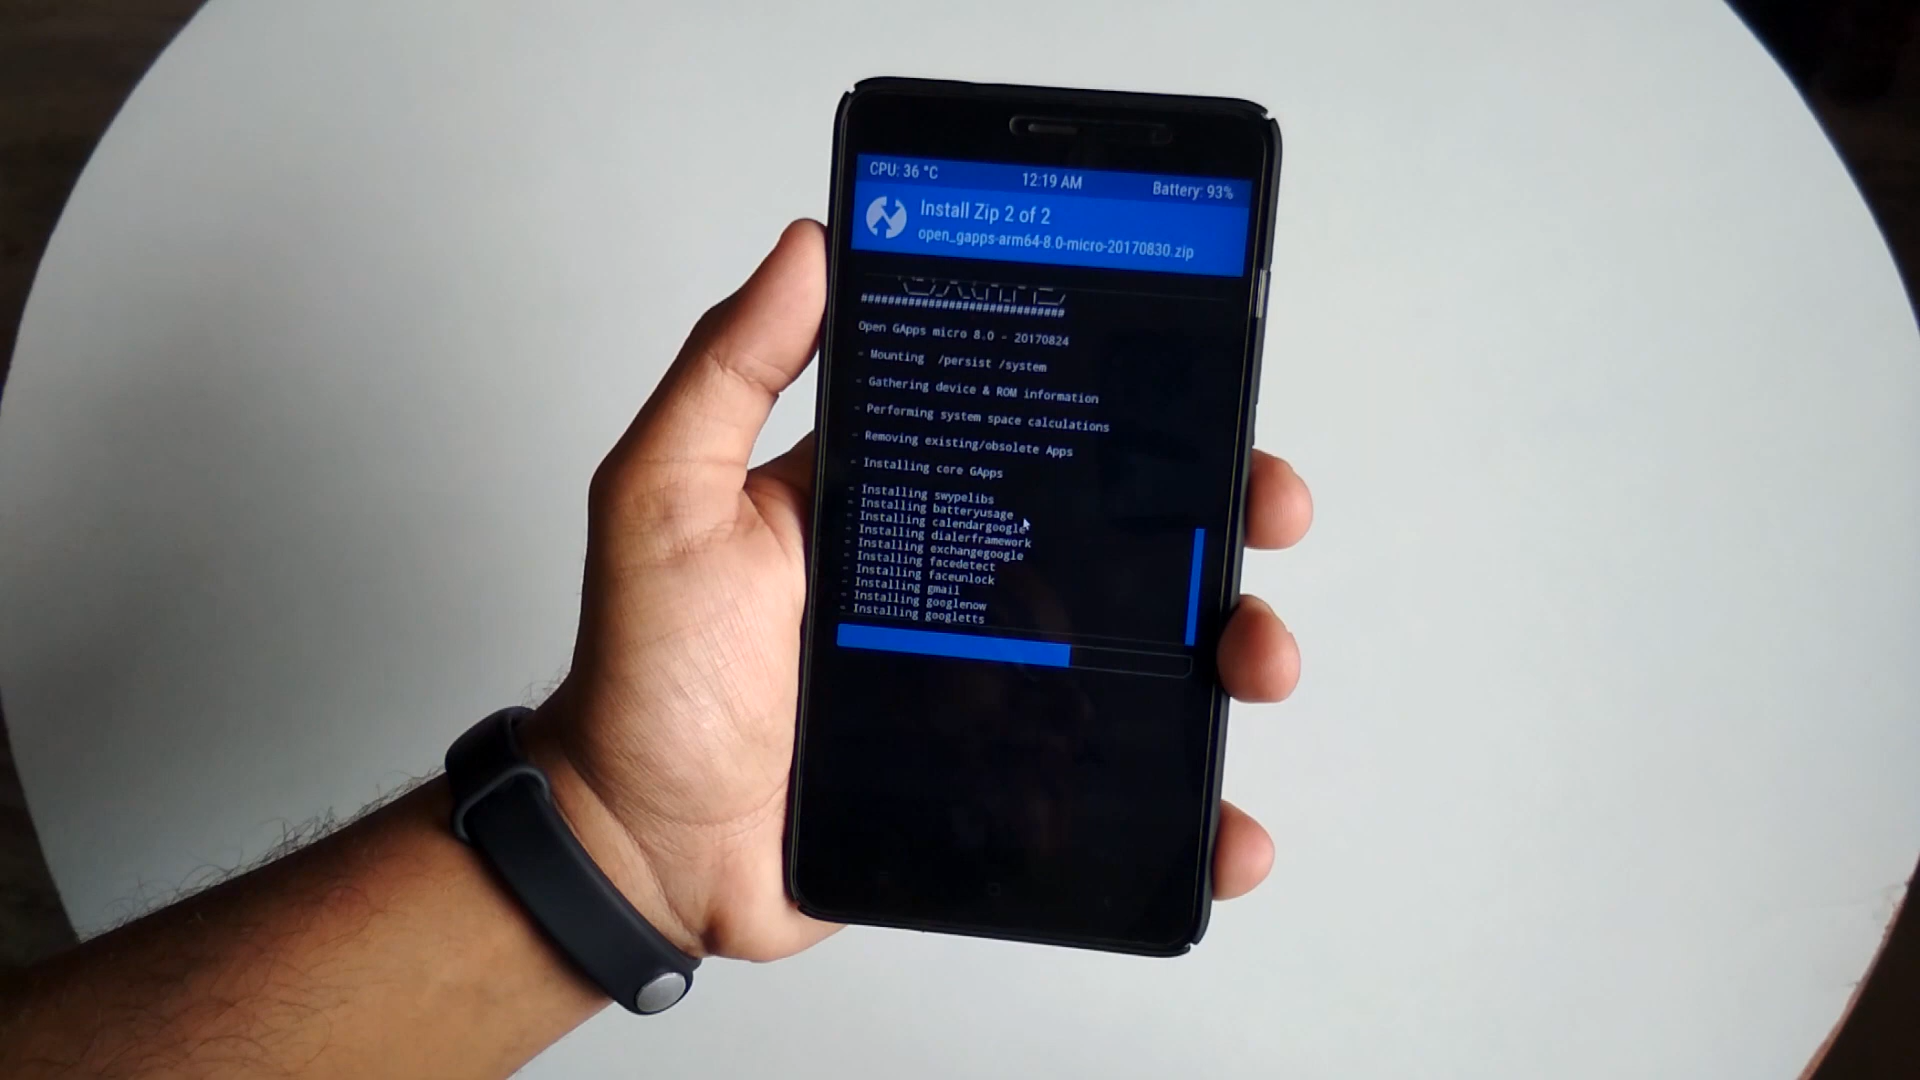 CPU: 36 °C 12:19 AM Battery: 93%
Install Zip 2 of 2
open_gapps-arm64-8.0-micro-20170830.zip
##############################
Open GApps micro 8.0 - 20170824
- Mounting /persist /system
- Gathering device & ROM information
- Performing system space calculations
- Removing existing/obsolete Apps
- Installing core GApps
- Installing swypelibs
- Installing batteryusage
- Installing calendargoogle
- Installing dialerframework
- Installing exchangegoogle
- Installing facedetect
- Installing faceunlock
- Installing gmail
- Installing googlenow
- Installing googletts